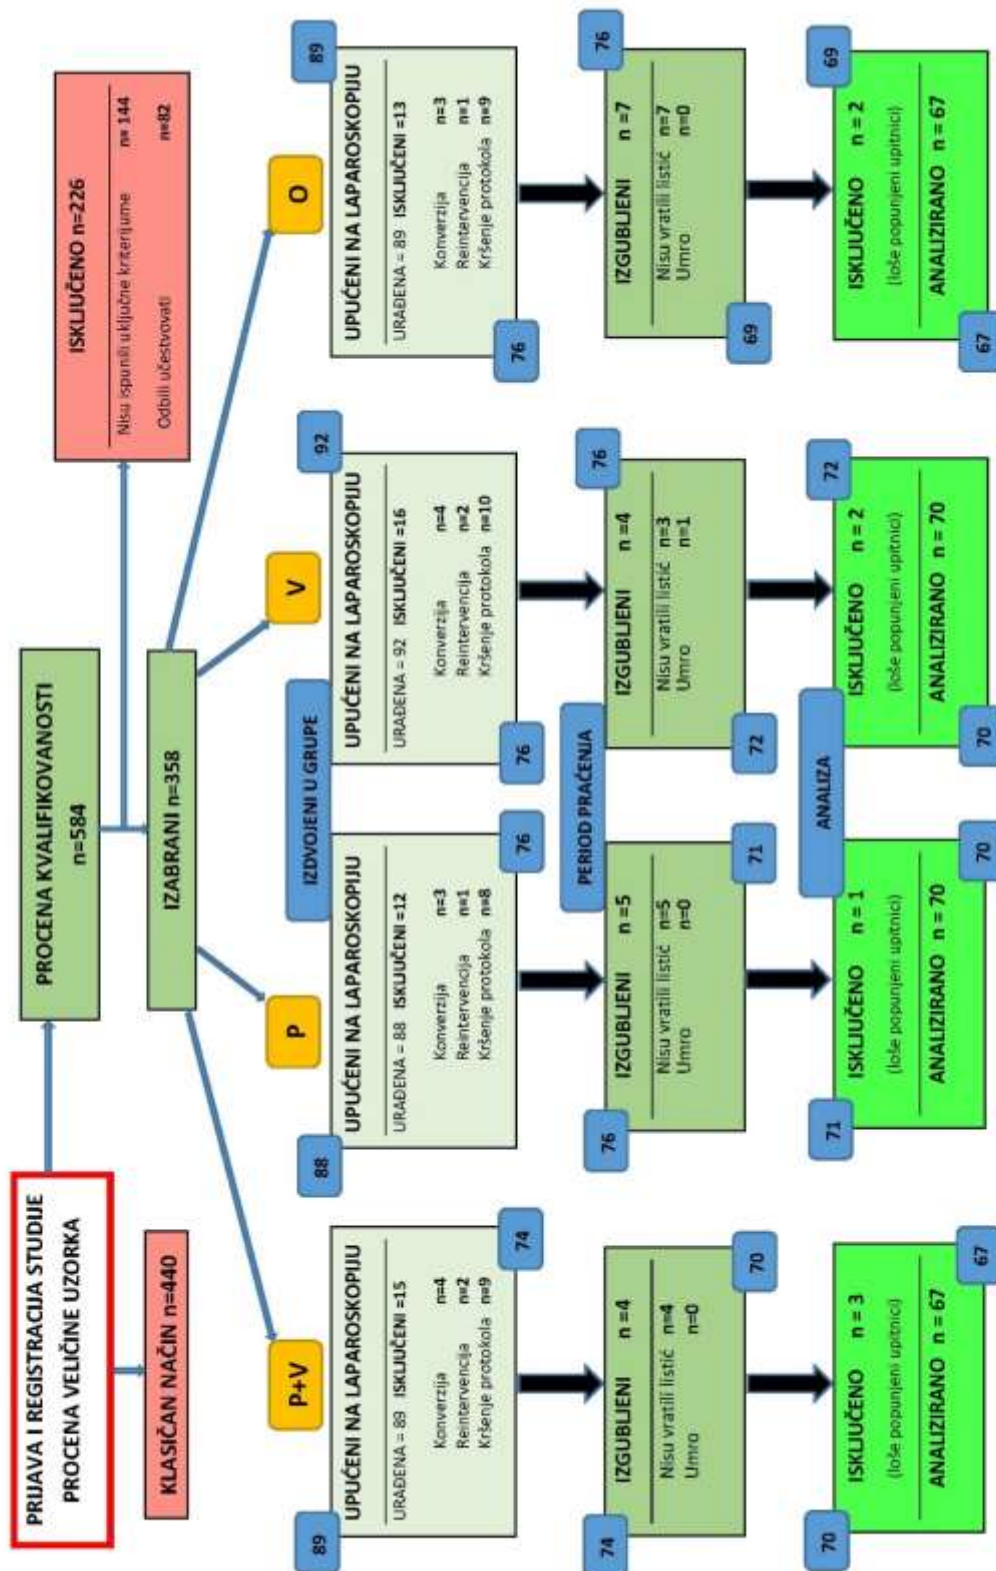 PRIJAVA I REGISTRACIJA STUDIJE
PROCENA VELIČINE UZORKA
KLASIČAN NAČIN n=440
PROCENA KVALIFIKOVANOSTI
n=584
ISKLJUČENO n=226
Nisu ispunili uključne kriterijume n= 144
Odbili učestvovati n=82
IZABRANI n=358
P+V
P
V
O
IZDVOJENI U GRUPE
89
UPUĆENI NA LAPAROSKOPIJU
URAĐENA = 89 ISKLJUČENI =15
Konverzija n=4
Reintervencija n=2
Kršenje protokola n=9
74
88
UPUĆENI NA LAPAROSKOPIJU
URAĐENA = 88 ISKLJUČENI =12
Konverzija n=3
Reintervencija n=1
Kršenje protokola n=8
76
92
UPUĆENI NA LAPAROSKOPIJU
URAĐENA = 92 ISKLJUČENI =16
Konverzija n=4
Reintervencija n=2
Kršenje protokola n=10
76
89
UPUĆENI NA LAPAROSKOPIJU
URAĐENA = 89 ISKLJUČENI =13
Konverzija n=3
Reintervencija n=1
Kršenje protokola n=9
76
PERIOD PRAĆENJA
74
IZGUBLJENI n =4
Nisu vratili listić n=4
Umro n=0
70
76
IZGUBLJENI n =5
Nisu vratili listić n=5
Umro n=0
71
76
IZGUBLJENI n =4
Nisu vratili listić n=3
Umro n=1
72
76
IZGUBLJENI n =7
Nisu vratili listić n=7
Umro n=0
69
ANALIZA
70
ISKLJUČENO n = 3
(loše popunjeni upitnici)
ANALIZIRANO n = 67
67
71
ISKLJUČENO n = 1
(loše popunjeni upitnici)
ANALIZIRANO n = 70
70
72
ISKLJUČENO n = 2
(loše popunjeni upitnici)
ANALIZIRANO n = 70
70
69
ISKLJUČENO n = 2
(loše popunjeni upitnici)
ANALIZIRANO n = 67
67